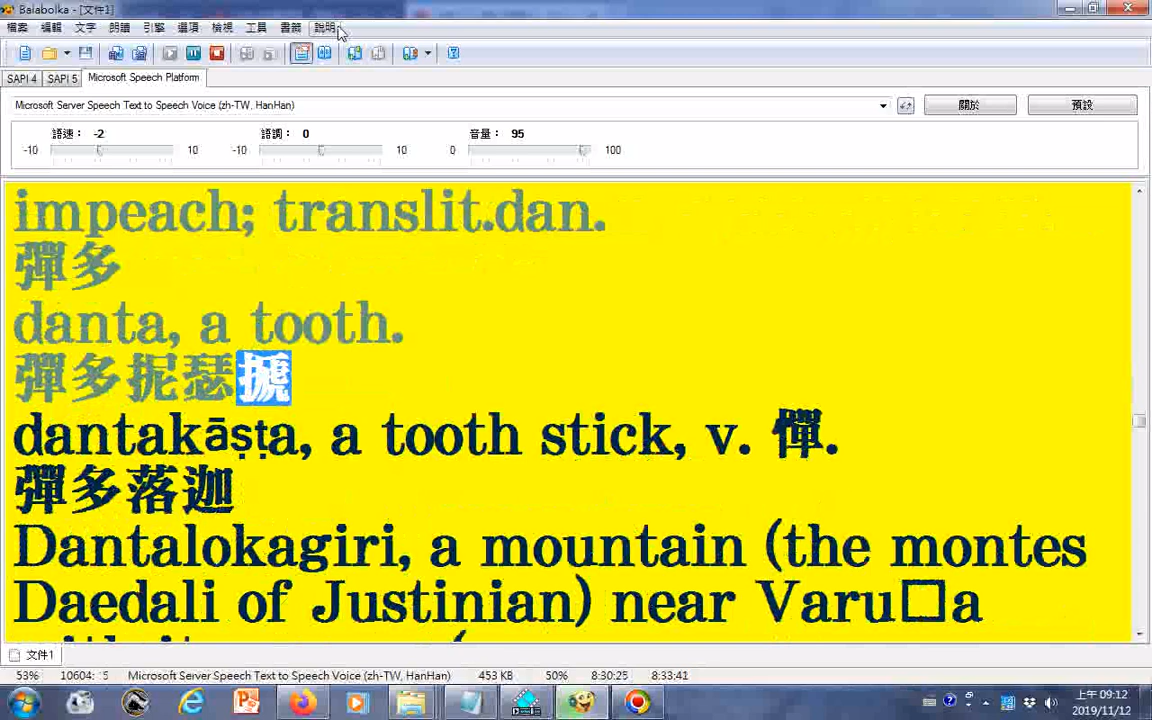 Balabolka - [文件1]
檔案 編輯 文字 朗讀 引擎 選項 檢視 工具 書籤 說明
SAPI 4 SAPI 5 Microsoft Speech Platform
Microsoft Server Speech Text to Speech Voice (zh-TW, HanHan) 關於 預設
語速: -2 語調: 0 音量: 95
-10 10 -10 10 0 100
impeach; translit.dan.
彈多
danta, a tooth.
彈多抳瑟搋
dantakāṣṭa, a tooth stick, v. 憚.
彈多落迦
Dantalokagiri, a mountain (the montes
Daedali of Justinian) near Varu□a
文件1
53% 10604: 5 Microsoft Server Speech Text to Speech Voice (zh-TW, HanHan) 453 KB 50% 8:30:25 8:33:41
上午 09:12
2019/11/12